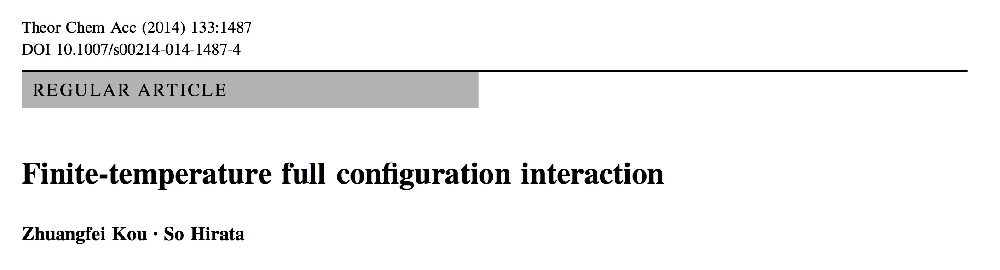 Theor Chem Acc (2014) 133:1487
DOI 10.1007/s00214-014-1487-4
REGULAR ARTICLE
Finite-temperature full configuration interaction
Zhuangfei Kou · So Hirata